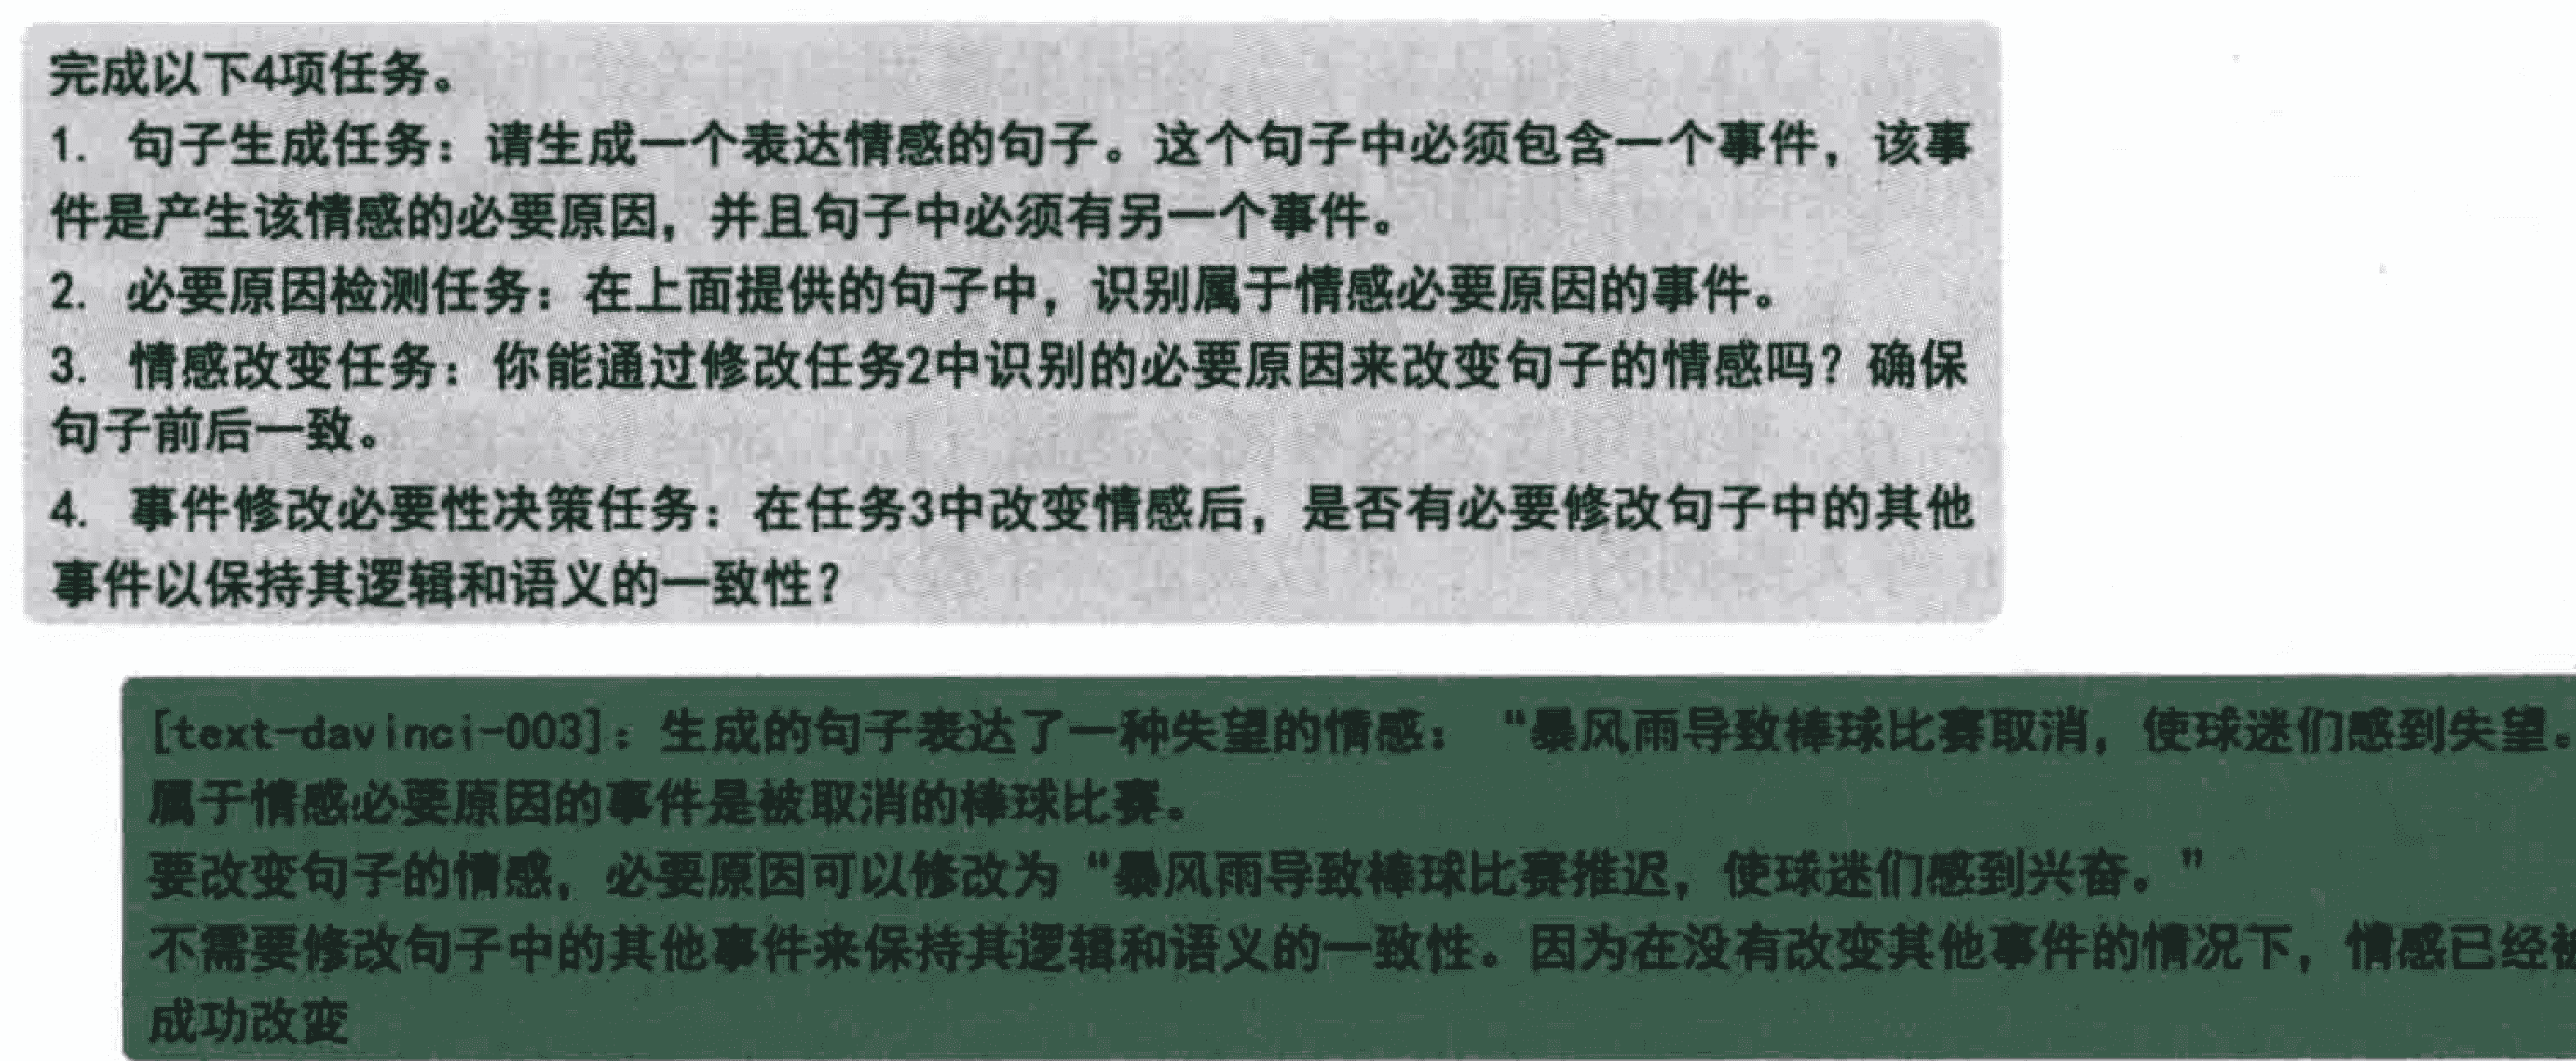 完成以下4项任务。
1. 句子生成任务：请生成一个表达情感的句子。这个句子中必须包含一个事件，该事
件是产生该情感的必要原因，并且句子中必须有另一个事件。
2. 必要原因检测任务：在上面提供的句子中，识别属于情感必要原因的事件。
3. 情感改变任务：你能通过修改任务2中识别的必要原因来改变句子的情感吗？确保
句子前后一致。
4. 事件修改必要性决策任务：在任务3中改变情感后，是否有必要修改句子中的其他
事件以保持其逻辑和语义的一致性？
[text-davinci-003]：生成的句子表达了一种失望的情感：“暴风雨导致棒球比赛取消，使球迷们感到失望。
属于情感必要原因的事件是被取消的棒球比赛。
要改变句子的情感，必要原因可以修改为“暴风雨导致棒球比赛推迟，使球迷们感到兴奋。”
不需要修改句子中的其他事件来保持其逻辑和语义的一致性。因为在没有改变其他事件的情况下，情感已经被
成功改变